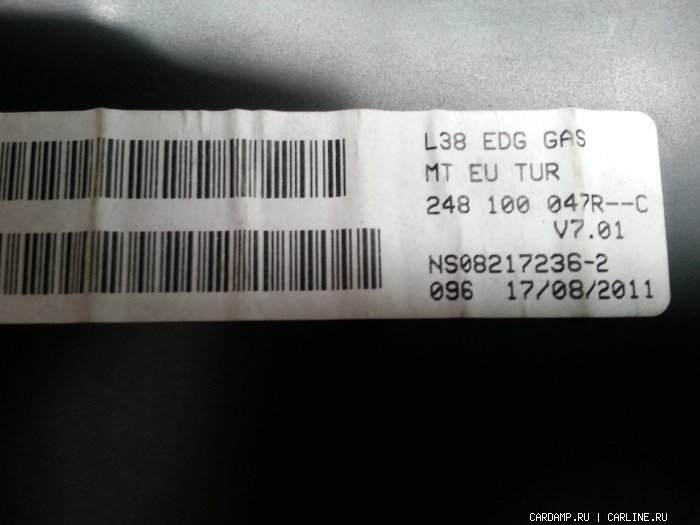 L38 EDG GAS
MT EU TUR
248 100 047R--C
V7.01
NS08217236-2
096 17/08/2011
CARDAMP.RU | CARLINE.RU